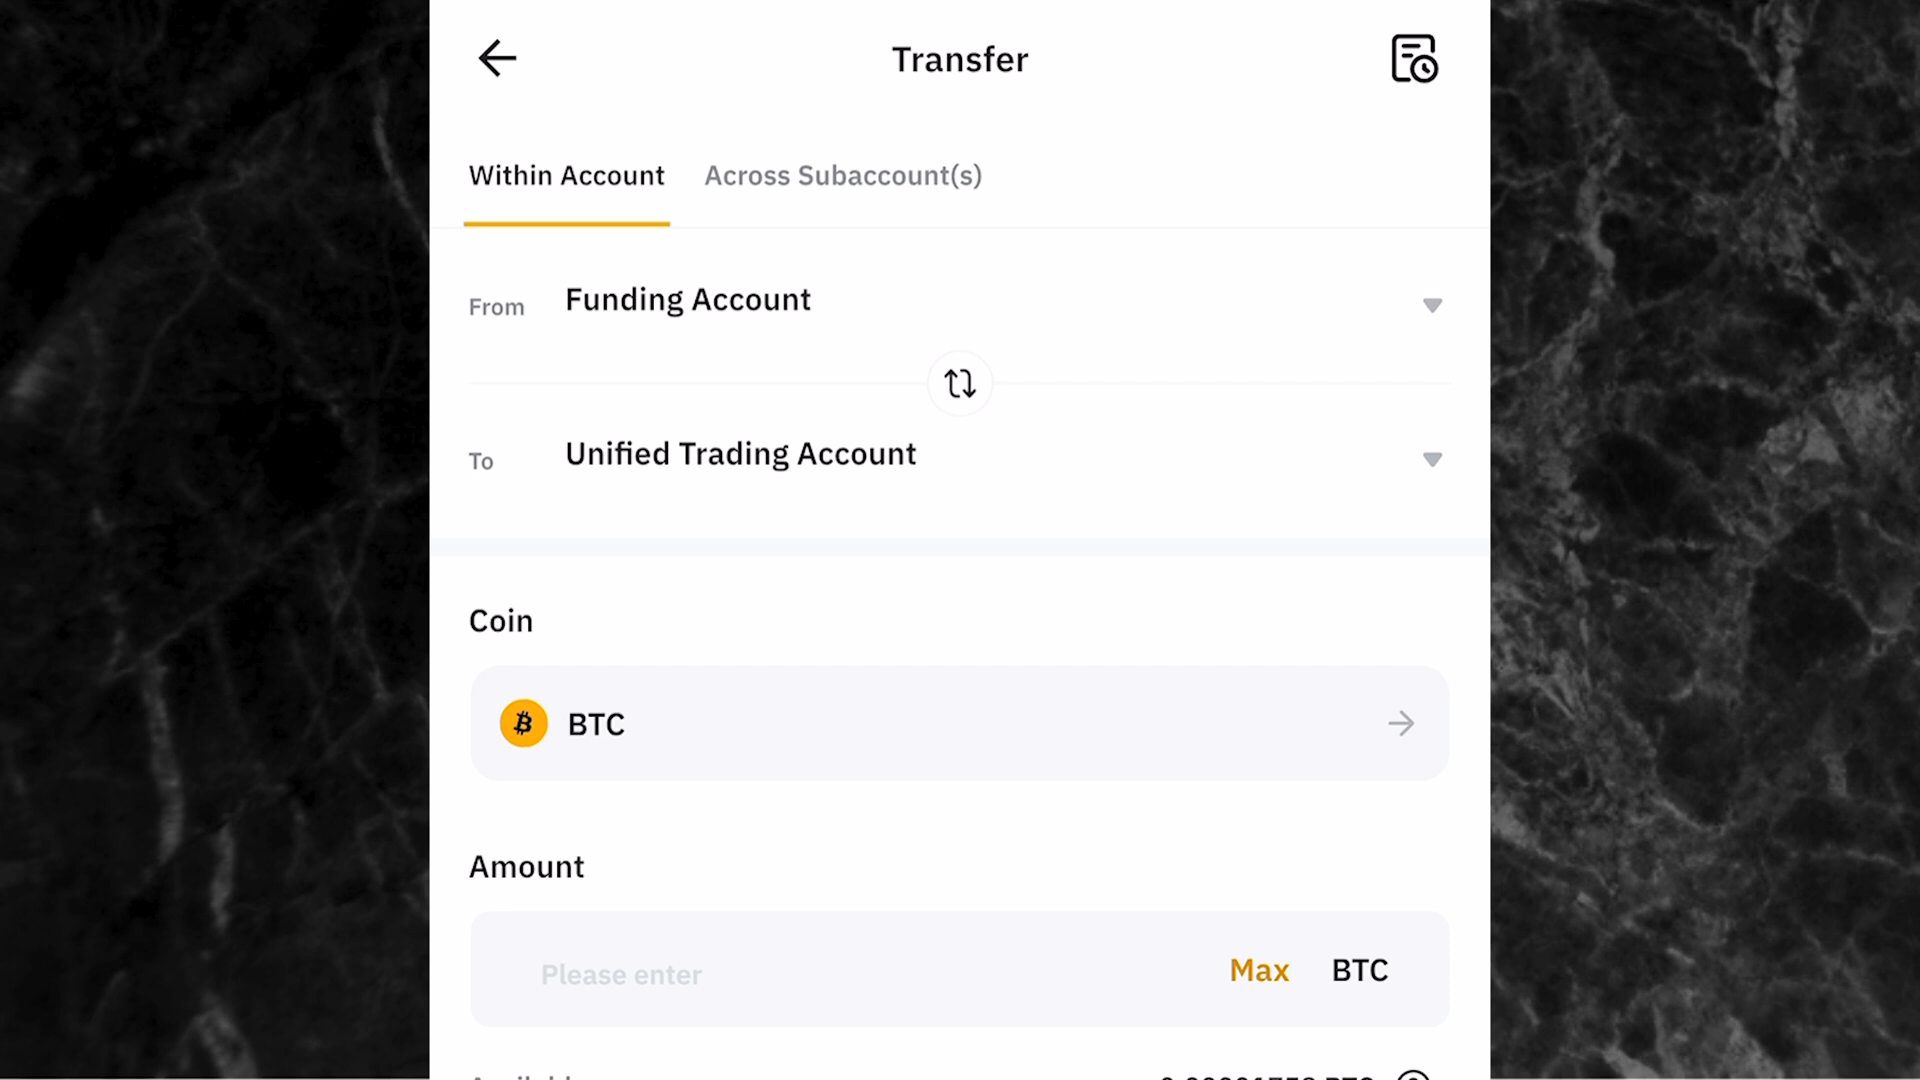 Transfer
Within Account Across Subaccount(s)
From Funding Account
To Unified Trading Account
Coin
BTC
Amount
Please enter Max BTC